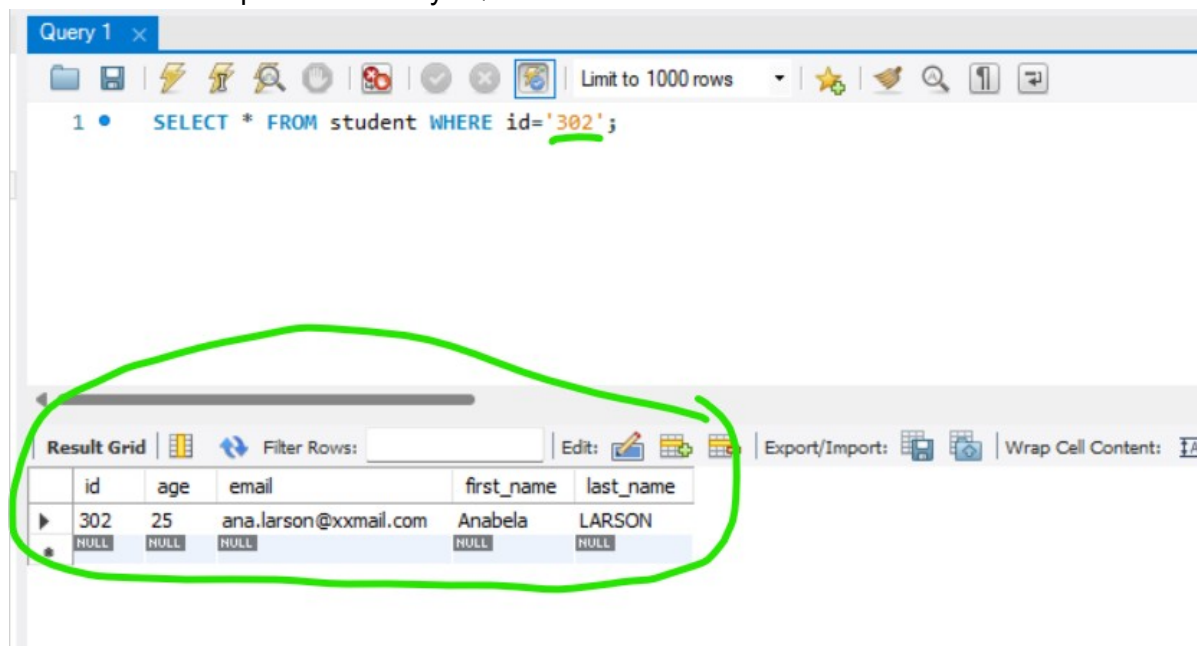 Query 1
Limit to 1000 rows
1 SELECT * FROM student WHERE id='302';
Result Grid Filter Rows: Edit: Export/Import: Wrap Cell Content:
id age email first_name last_name
302 25 ana.larson@xxmail.com Anabela LARSON
NULL NULL NULL NULL NULL